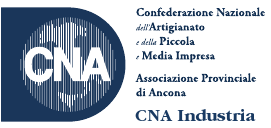 CNA
Confederazione Nazionale
dell'Artigianato
e della Piccola
e Media Impresa
Associazione Provinciale
di Ancona
CNA Industria